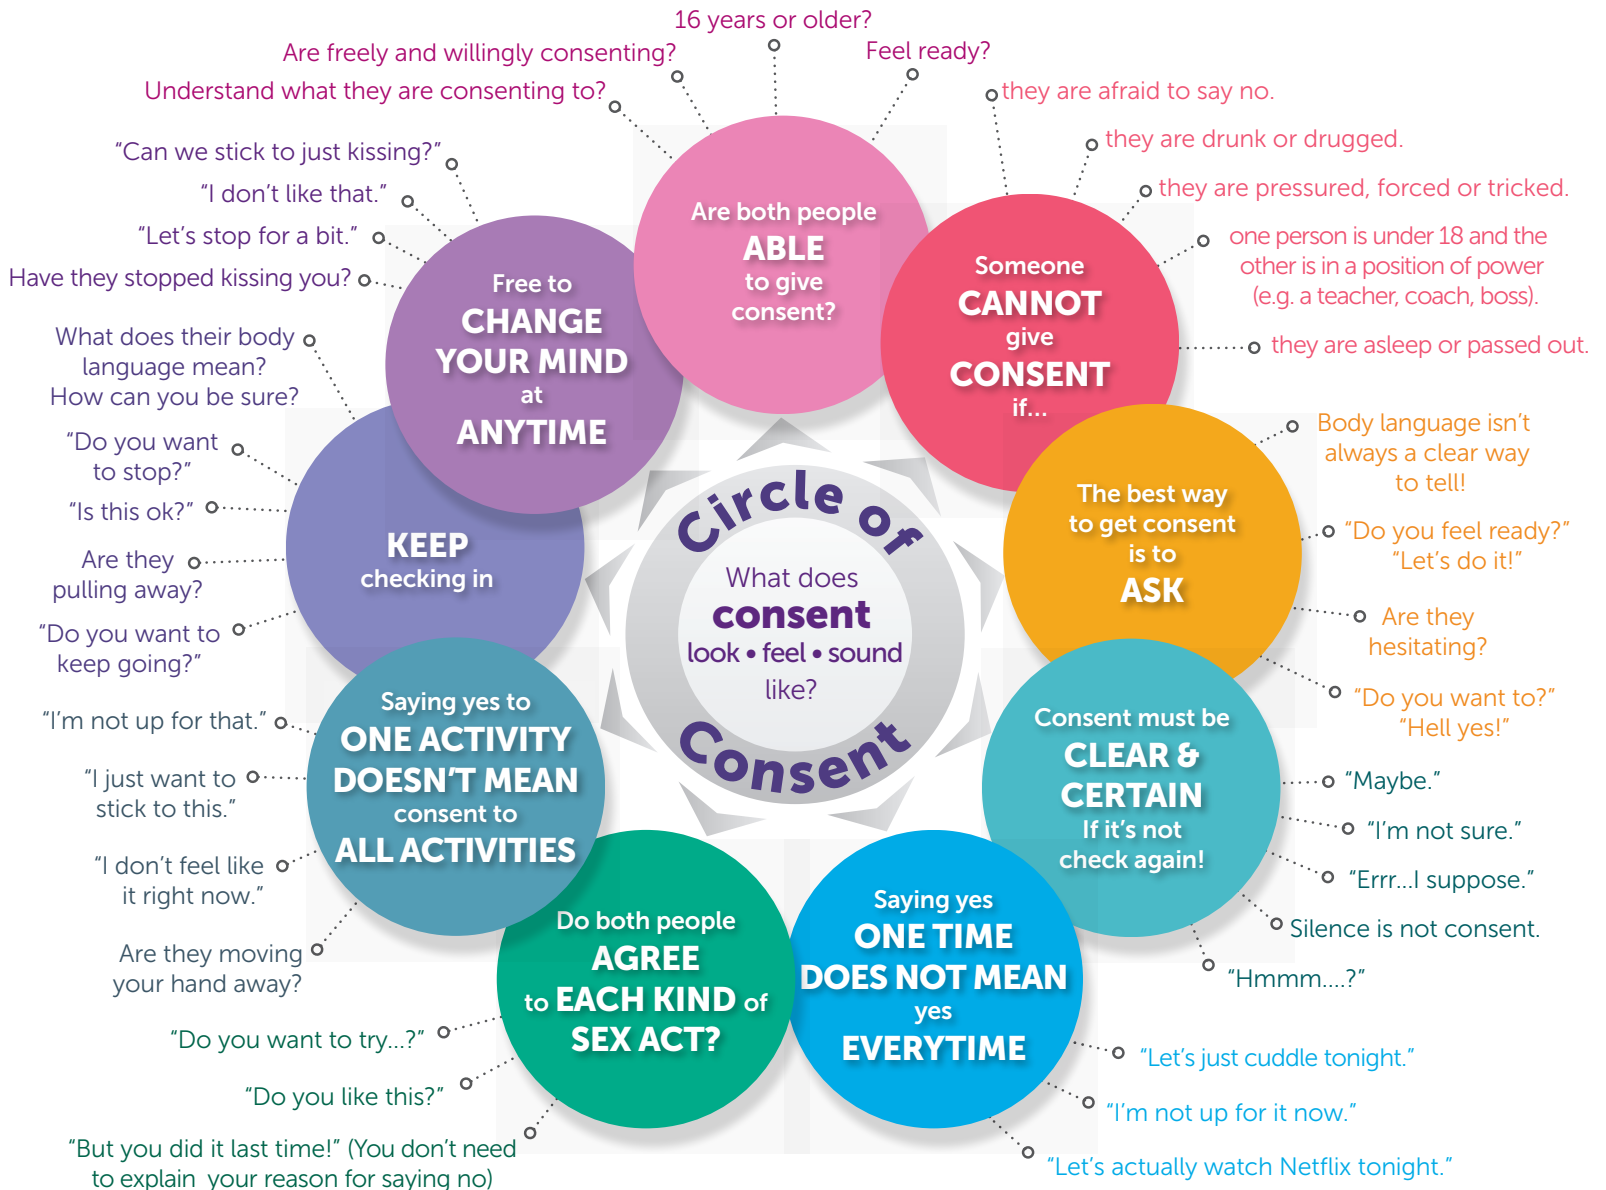 16 years or older?
Are freely and willingly consenting?
Feel ready?
Understand what they are consenting to?
Are both people
ABLE
to give
consent?
they are afraid to say no.
they are drunk or drugged.
they are pressured, forced or tricked.
one person is under 18 and the
other is in a position of power
(e.g. a teacher, coach, boss).
they are asleep or passed out.
Someone
CANNOT
give
CONSENT
if...
Body language isn’t
always a clear way
to tell!
“Do you feel ready?”
“Let’s do it!”
Are they
hesitating?
“Do you want to?”
“Hell yes!”
The best way
to get consent
is to
ASK
Consent must be
CLEAR &
CERTAIN
If it’s not
check again!
“Maybe.”
“I’m not sure.”
“Errr...I suppose.”
Silence is not consent.
“Hmmm....?”
Saying yes
ONE TIME
DOES NOT MEAN
yes
EVERYTIME
“Let’s just cuddle tonight.”
“I’m not up for it now.”
“Let’s actually watch Netflix tonight.”
Do both people
AGREE
to EACH KIND of
SEX ACT?
“Do you want to try...?”
“Do you like this?”
“But you did it last time!” (You don’t need
to explain  your reason for saying no)
Saying yes to
ONE ACTIVITY
DOESN’T MEAN
consent to
ALL ACTIVITIES
“I’m not up for that.”
“I just want to
stick to this.”
“I don’t feel like
it right now.”
Are they moving
your hand away?
KEEP
checking in
What does their body
language mean?
How can you be sure?
“Do you want
to stop?”
“Is this ok?”
Are they
pulling away?
“Do you want to
keep going?”
Free to
CHANGE
YOUR MIND
at
ANYTIME
“Can we stick to just kissing?”
“I don’t like that.”
“Let’s stop for a bit.”
Have they stopped kissing you?
Circle of
What does
consent
look • feel • sound
like?
Consent